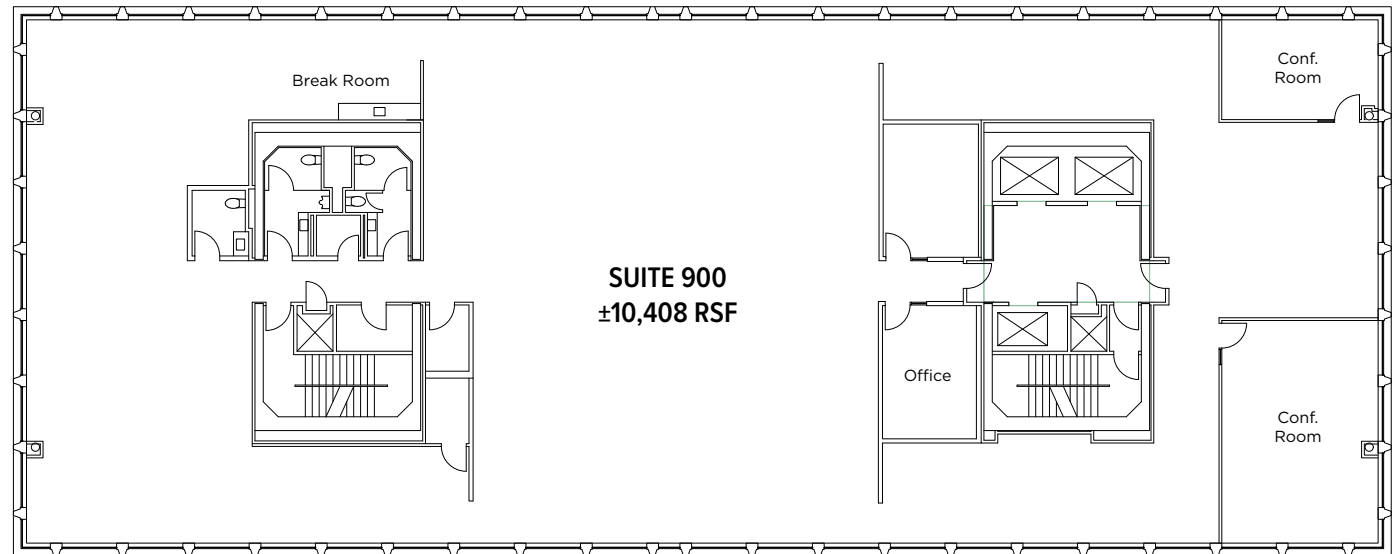 Conf.
Room
Break Room
SUITE 900
±10,408 RSF
Office
Conf.
Room